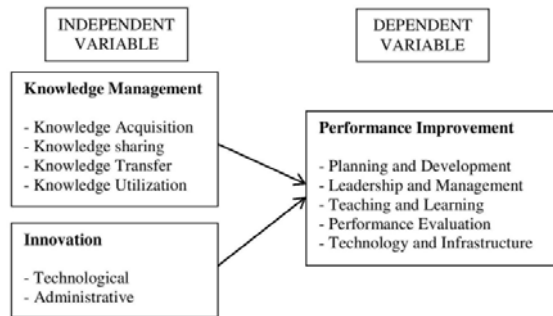 INDEPENDENT
VARIABLE
DEPENDENT
VARIABLE
Knowledge Management
- Knowledge Acquisition
- Knowledge sharing
- Knowledge Transfer
- Knowledge Utilization
Innovation
- Technological
- Administrative
Performance Improvement
- Planning and Development
- Leadership and Management
- Teaching and Learning
- Performance Evaluation
- Technology and Infrastructure